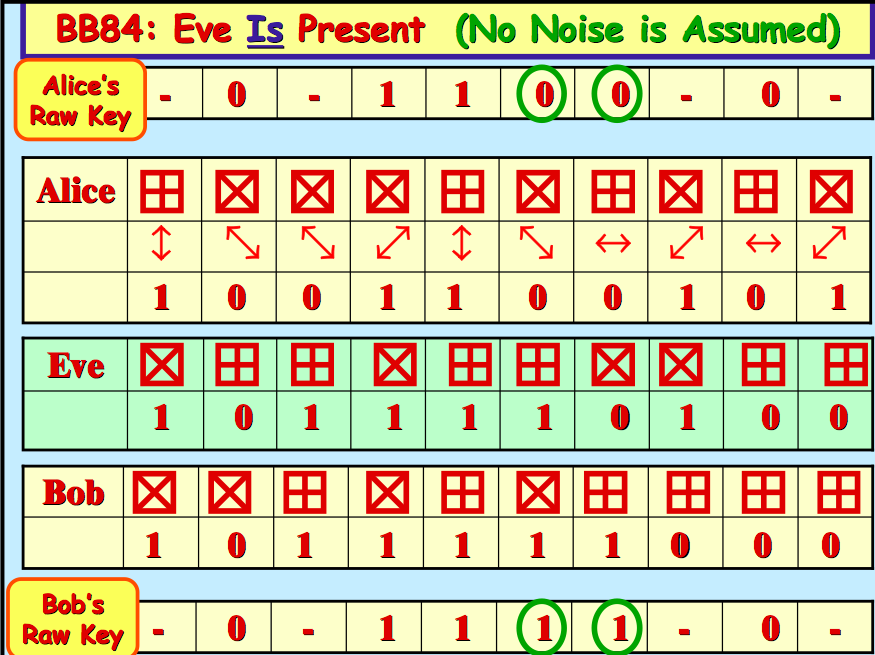 BB84: Eve Is Present (No Noise is Assumed)
Alice's
Raw Key
- 0 - 1 1 0 0 - 0 -
Alice
1 0 0 1 1 0 0 1 0 1
Eve
1 0 1 1 1 1 0 1 0 0
Bob
1 0 1 1 1 1 1 0 0 0
Bob's
Raw Key
- 0 - 1 1 1 1 - 0 -